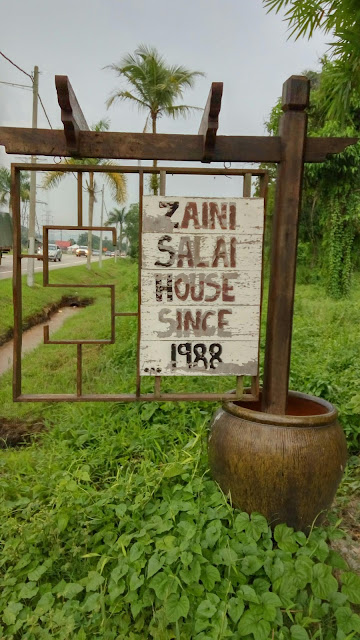 ZAINI
SALAI
HOUSE
SINCE
...1988